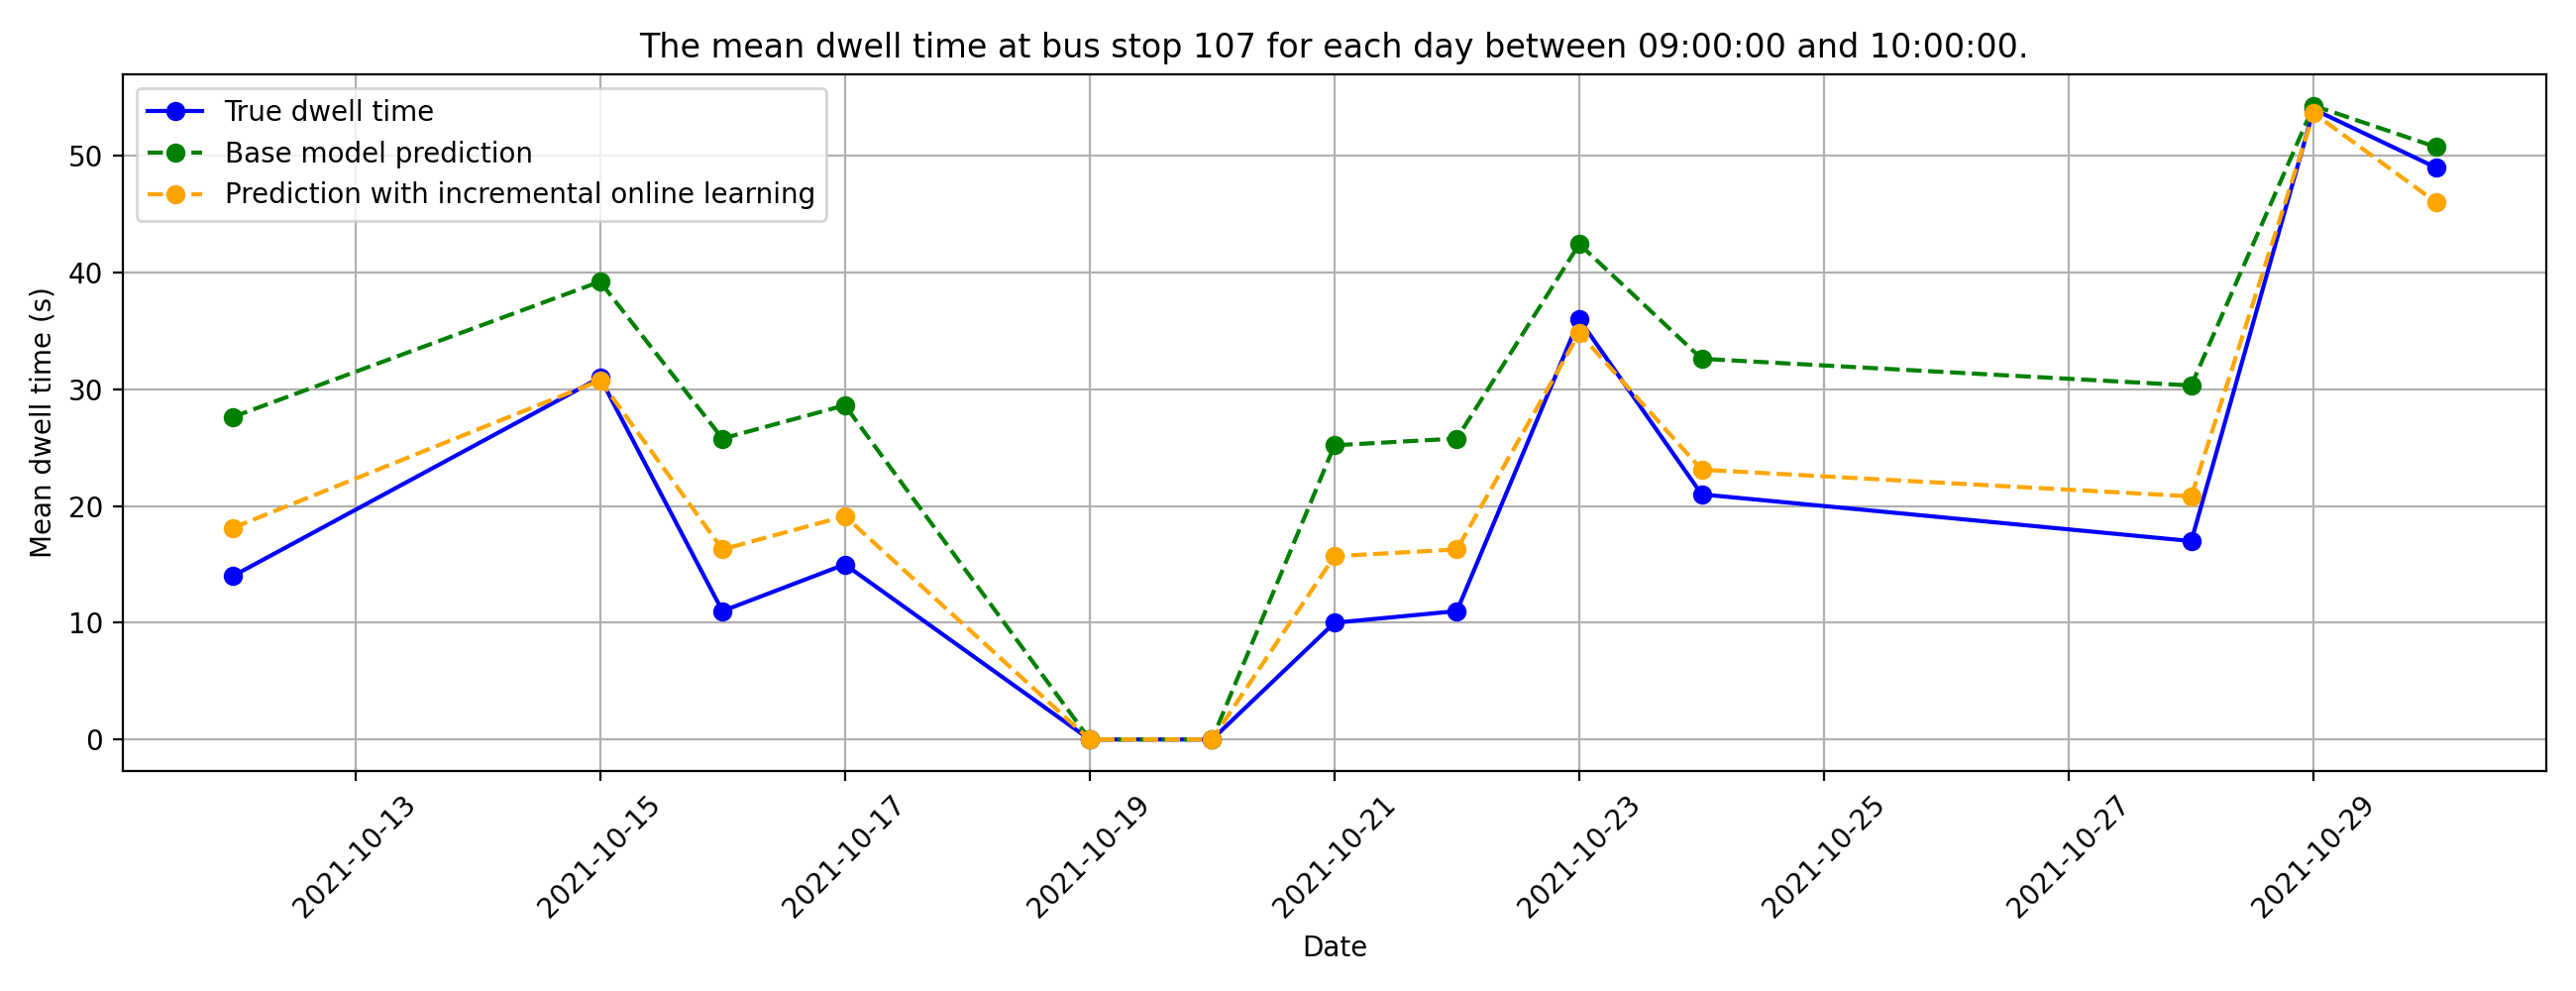 The mean dwell time at bus stop 107 for each day between 09:00:00 and 10:00:00.
True dwell time
Base model prediction
Prediction with incremental online learning
Mean dwell time (s)
50
40
30
20
10
0
2021-10-13
2021-10-15
2021-10-17
2021-10-19
2021-10-21
2021-10-23
2021-10-25
2021-10-27
2021-10-29
Date